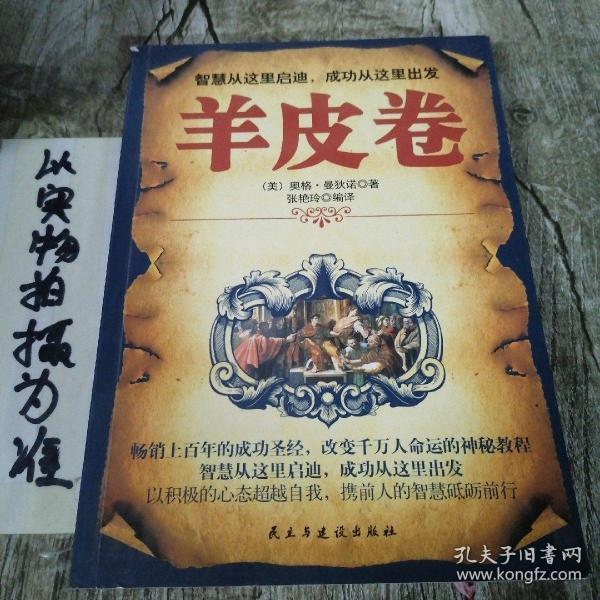 智慧从这里启迪，成功从这里出发
羊皮卷
（美）奥格·曼狄诺◎著
张艳玲◎编译
畅销上百年的成功圣经，改变千万人命运的神秘教程
智慧从这里启迪，成功从这里出发
以积极的心态超越自我，携前人的智慧砥砺前行
民主与建设出版社
以实物拍摄为准
孔夫子旧书网
www.kongfz.com